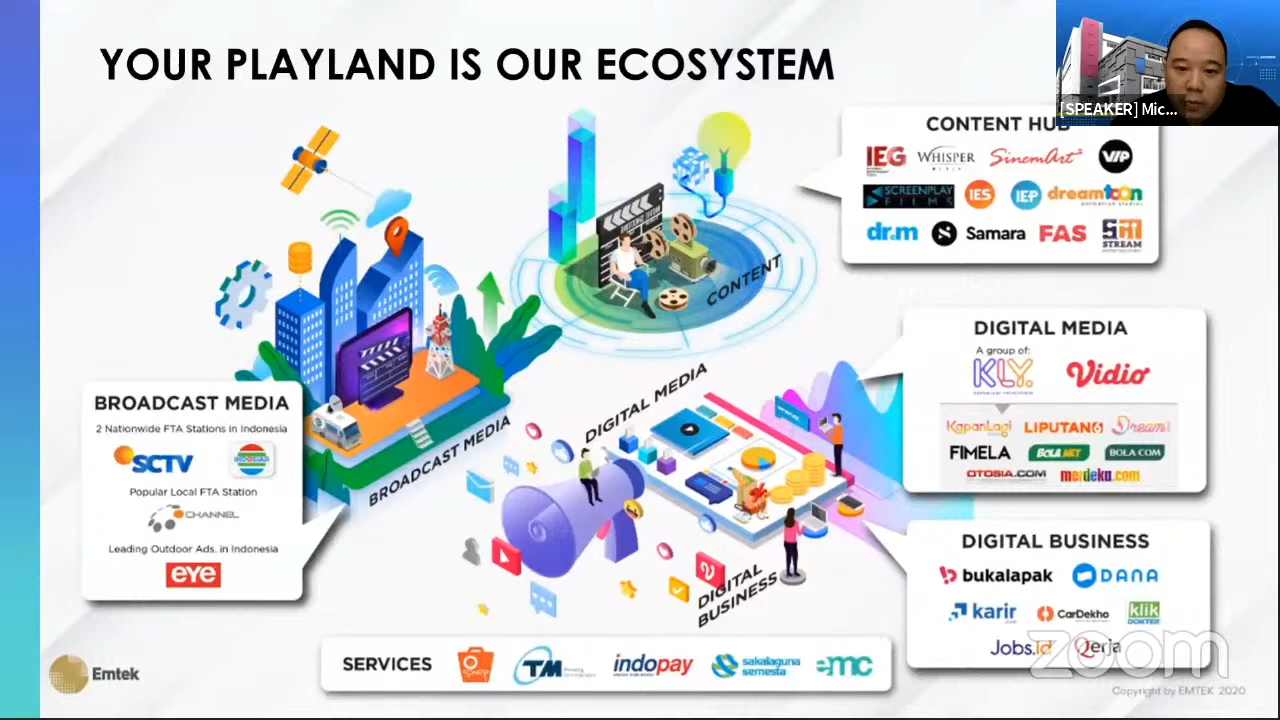 YOUR PLAYLAND IS OUR ECOSYSTEM
[SPEAKER] Mic...
CONTENT HUB
IEG WHISPER MEDIA SinemArt VIP
SCREENPLAY FILMS IES IEP dreamtoon
dr.m Samara FAS STREAM
CONTENT
DIGITAL MEDIA
A group of:
KLY. Vidio
KapanLagi LIPUTAN6 Dream
FIMELA BOLA.NET BOLA.COM
OTOSIA.COM merdeka.com
BROADCAST MEDIA
2 Nationwide FTA Stations in Indonesia
SCTV INDOSIAR
Popular Local FTA Station
CHANNEL
Leading Outdoor Ads. in Indonesia
eye
BROADCAST MEDIA
DIGITAL MEDIA
DIGITAL BUSINESS
DIGITAL BUSINESS
bukalapak DANA
karir .com CarDekho klik DOKTER
Jobs.id Qerja
SERVICES O SHOP TM indopay sakalaguna semesta emc
Emtek
zoom
Copyright by EMTEK 2020